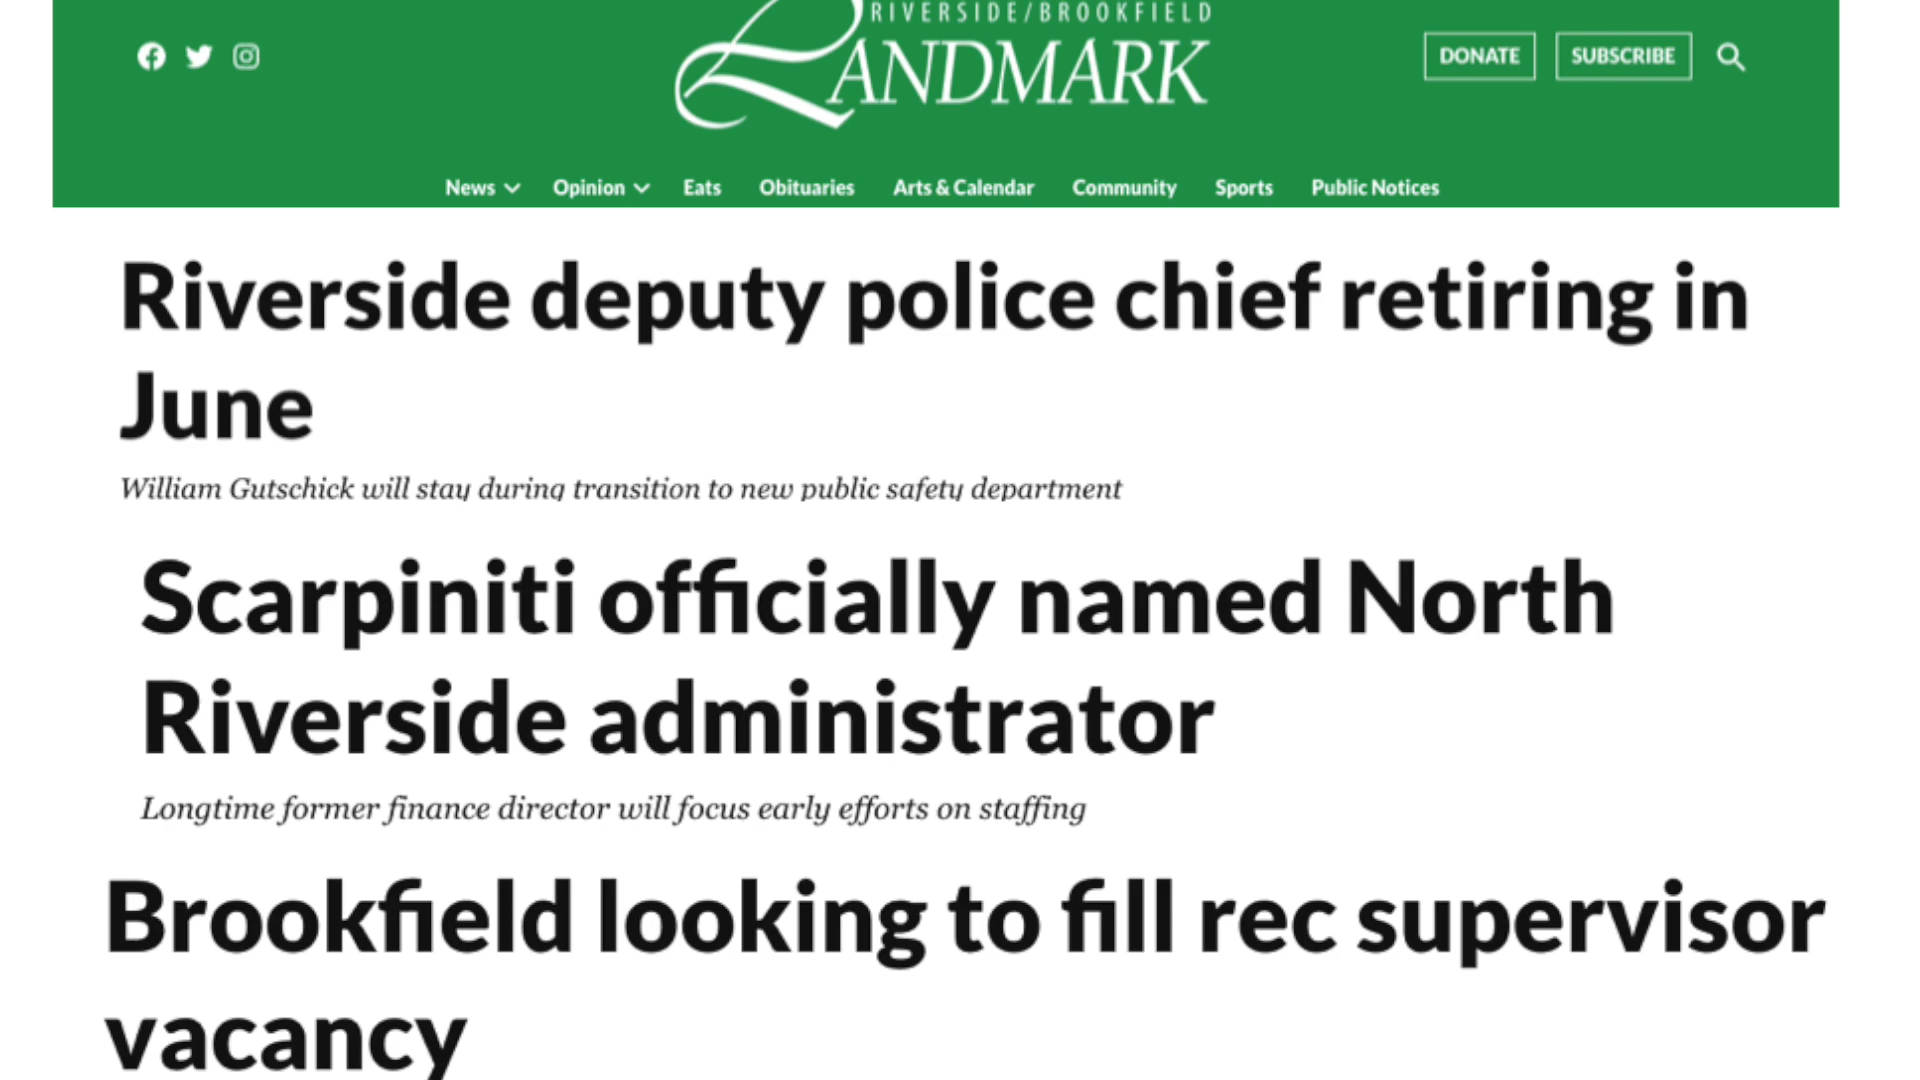 RIVERSIDE/BROOKFIELD
LANDMARK
DONATE
SUBSCRIBE
News
Opinion
Eats
Obituaries
Arts & Calendar
Community
Sports
Public Notices
Riverside deputy police chief retiring in
June
William Gutschick will stay during transition to new public safety department
Scarpiniti officially named North
Riverside administrator
Longtime former finance director will focus early efforts on staffing
Brookfield looking to fill rec supervisor
vacancy